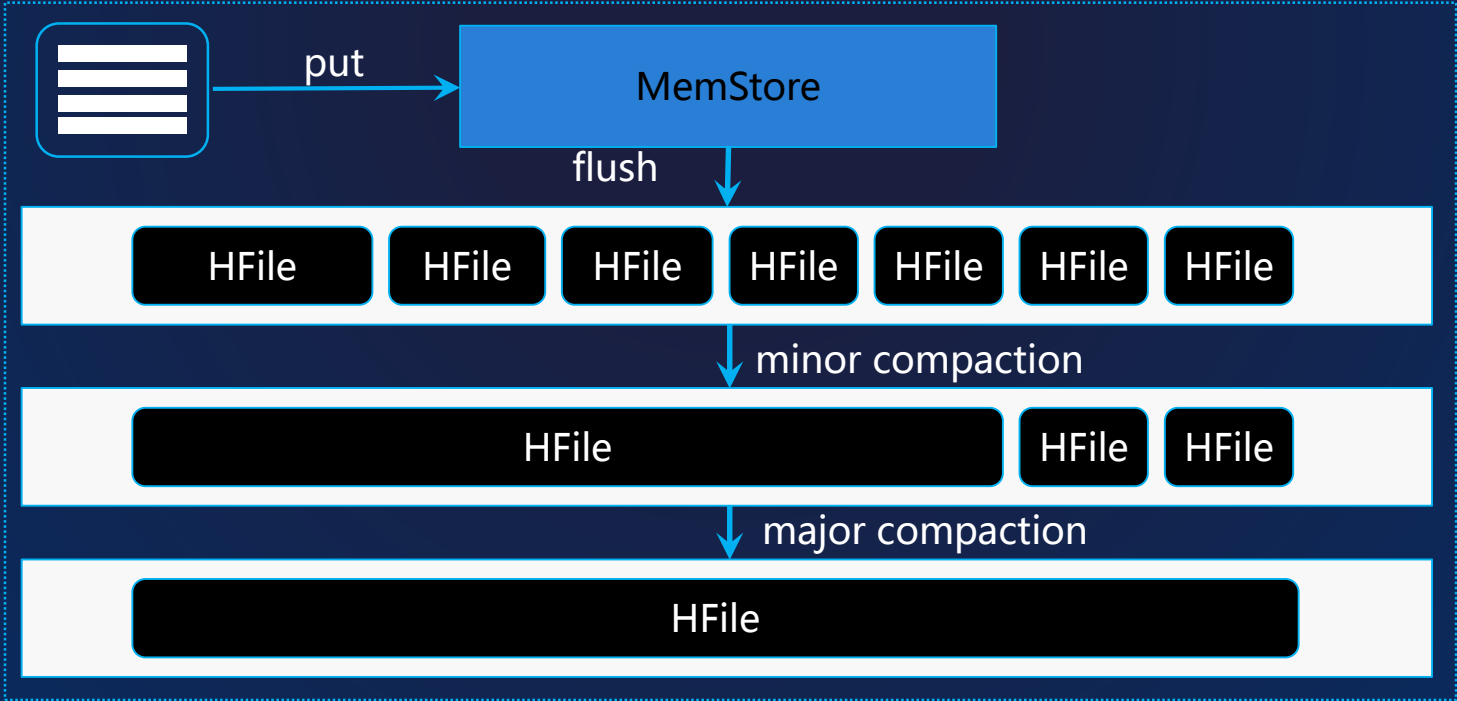 put
MemStore
flush
HFile HFile HFile HFile HFile HFile HFile
minor compaction
HFile HFile HFile
major compaction
HFile